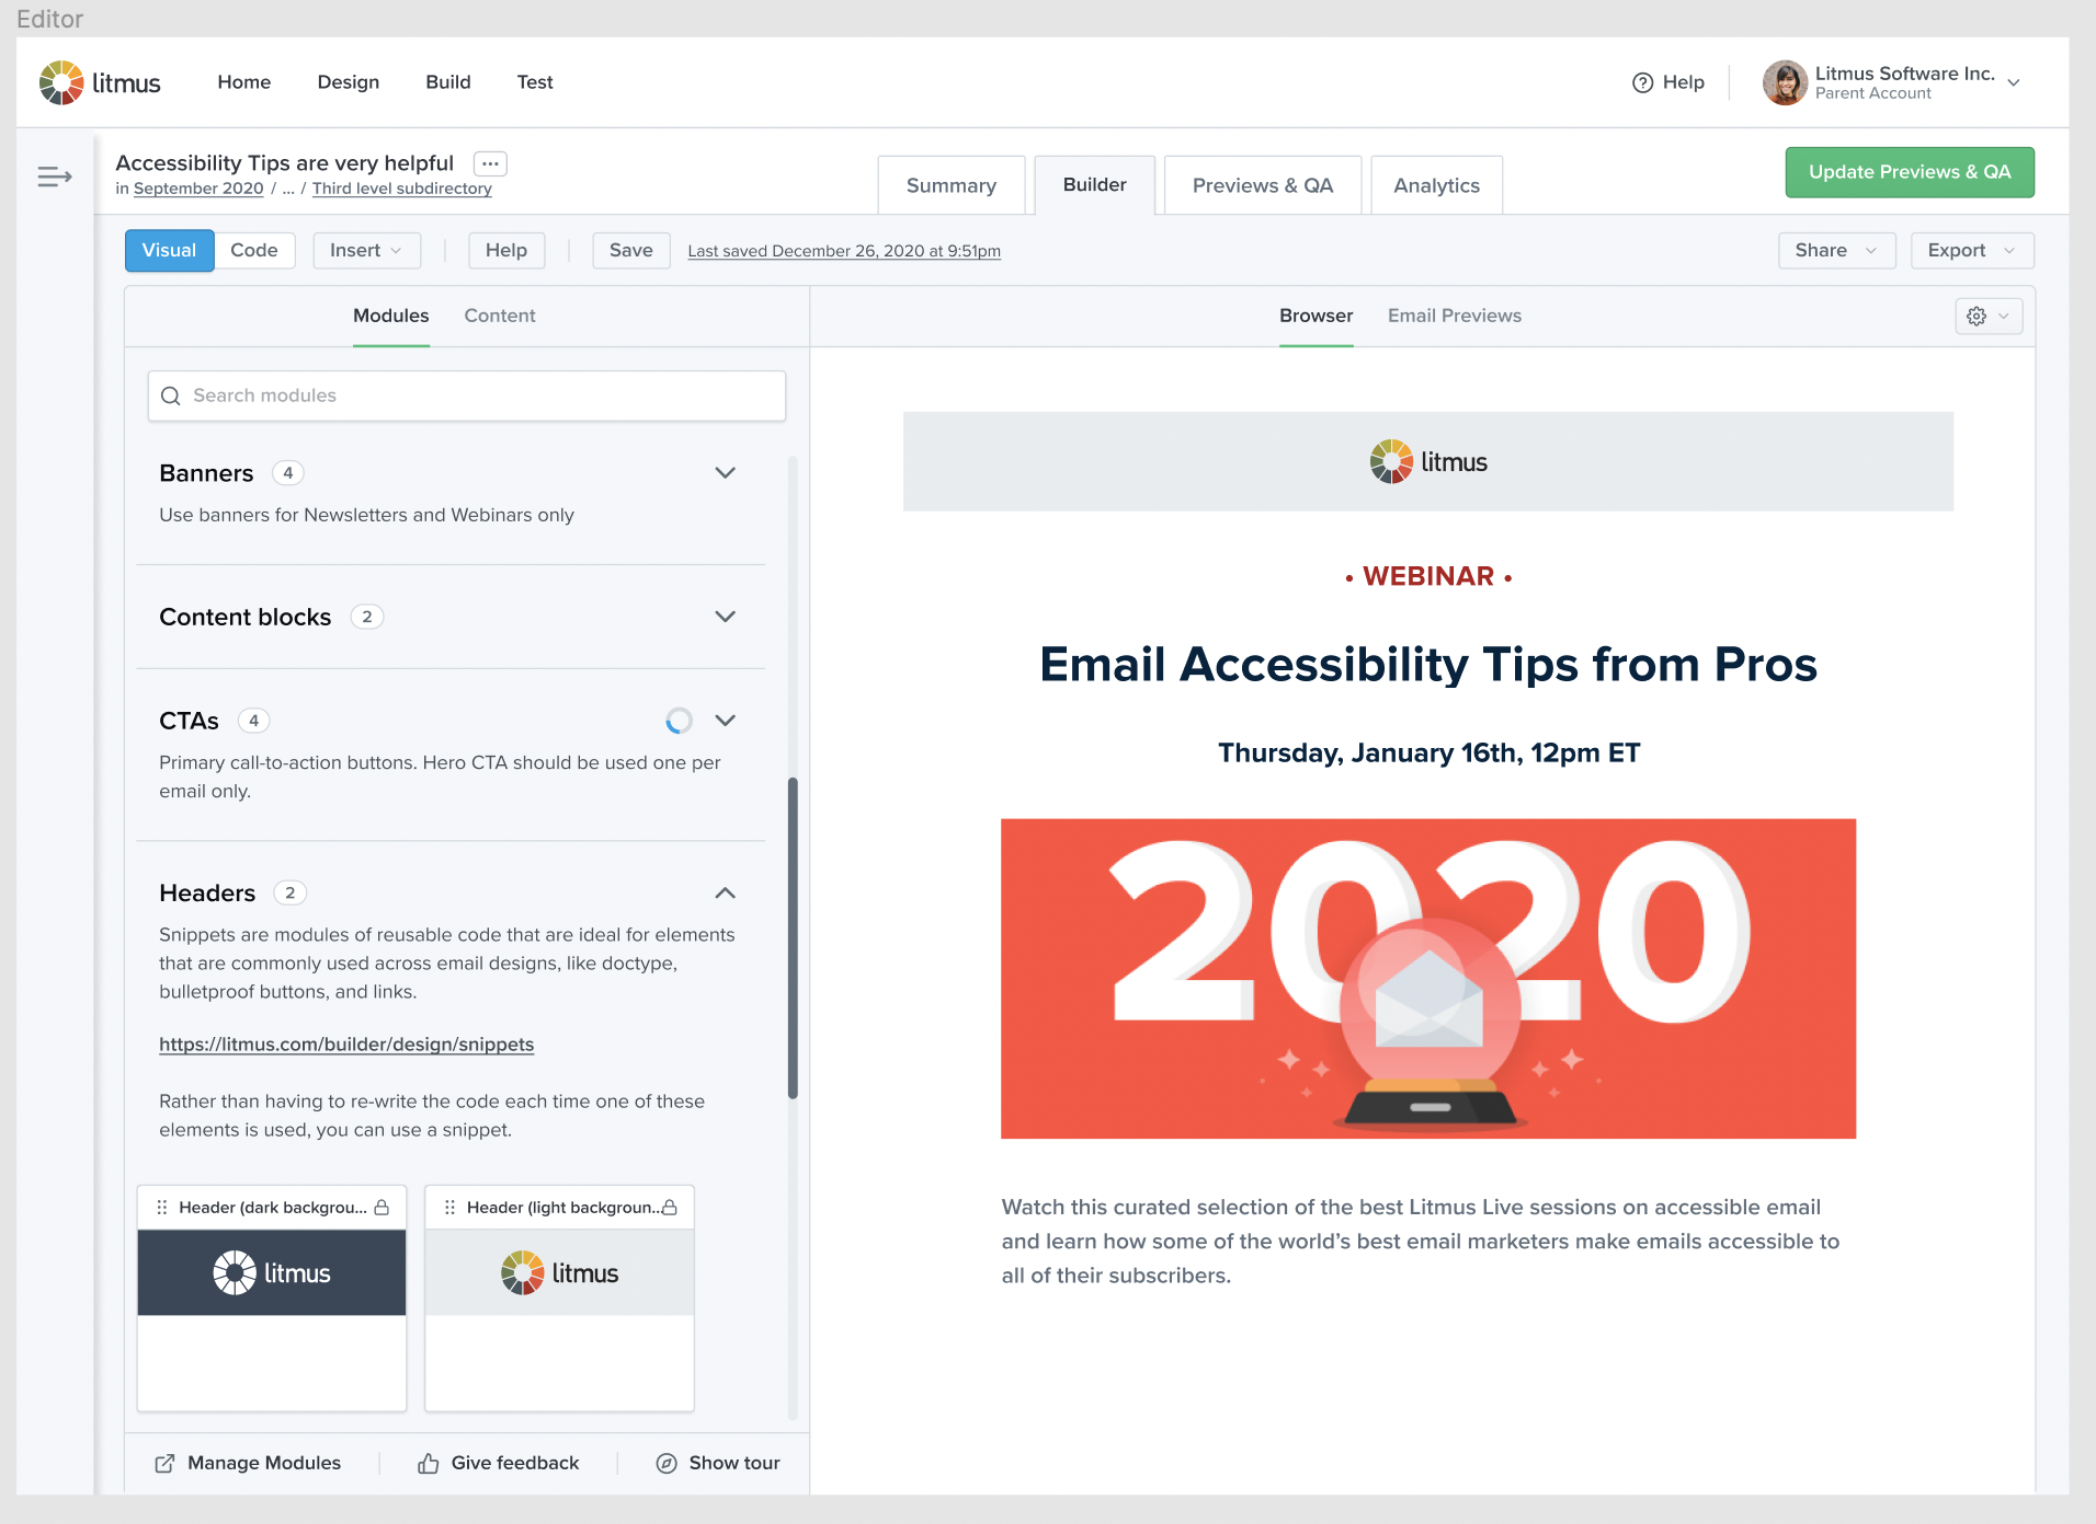 Editor
litmus
Home
Design
Build
Test
Help
Litmus Software Inc.
Parent Account
Accessibility Tips are very helpful
in September 2020 / ... / Third level subdirectory
Summary
Builder
Previews & QA
Analytics
Update Previews & QA
Visual
Code
Insert
Help
Save
Last saved December 26, 2020 at 9:51pm
Share
Export
Modules
Content
Browser
Email Previews
Search modules
Banners 4
Use banners for Newsletters and Webinars only
Content blocks 2
CTAs 4
Primary call-to-action buttons. Hero CTA should be used one per
email only.
Headers 2
Snippets are modules of reusable code that are ideal for elements
that are commonly used across email designs, like doctype,
bulletproof buttons, and links.
https://litmus.com/builder/design/snippets
Rather than having to re-write the code each time one of these
elements is used, you can use a snippet.
Header (dark backgrou...
litmus
Header (light backgroun...
litmus
Manage Modules
Give feedback
Show tour
litmus
• WEBINAR •
Email Accessibility Tips from Pros
Thursday, January 16th, 12pm ET
2020
Watch this curated selection of the best Litmus Live sessions on accessible email
and learn how some of the world's best email marketers make emails accessible to
all of their subscribers.